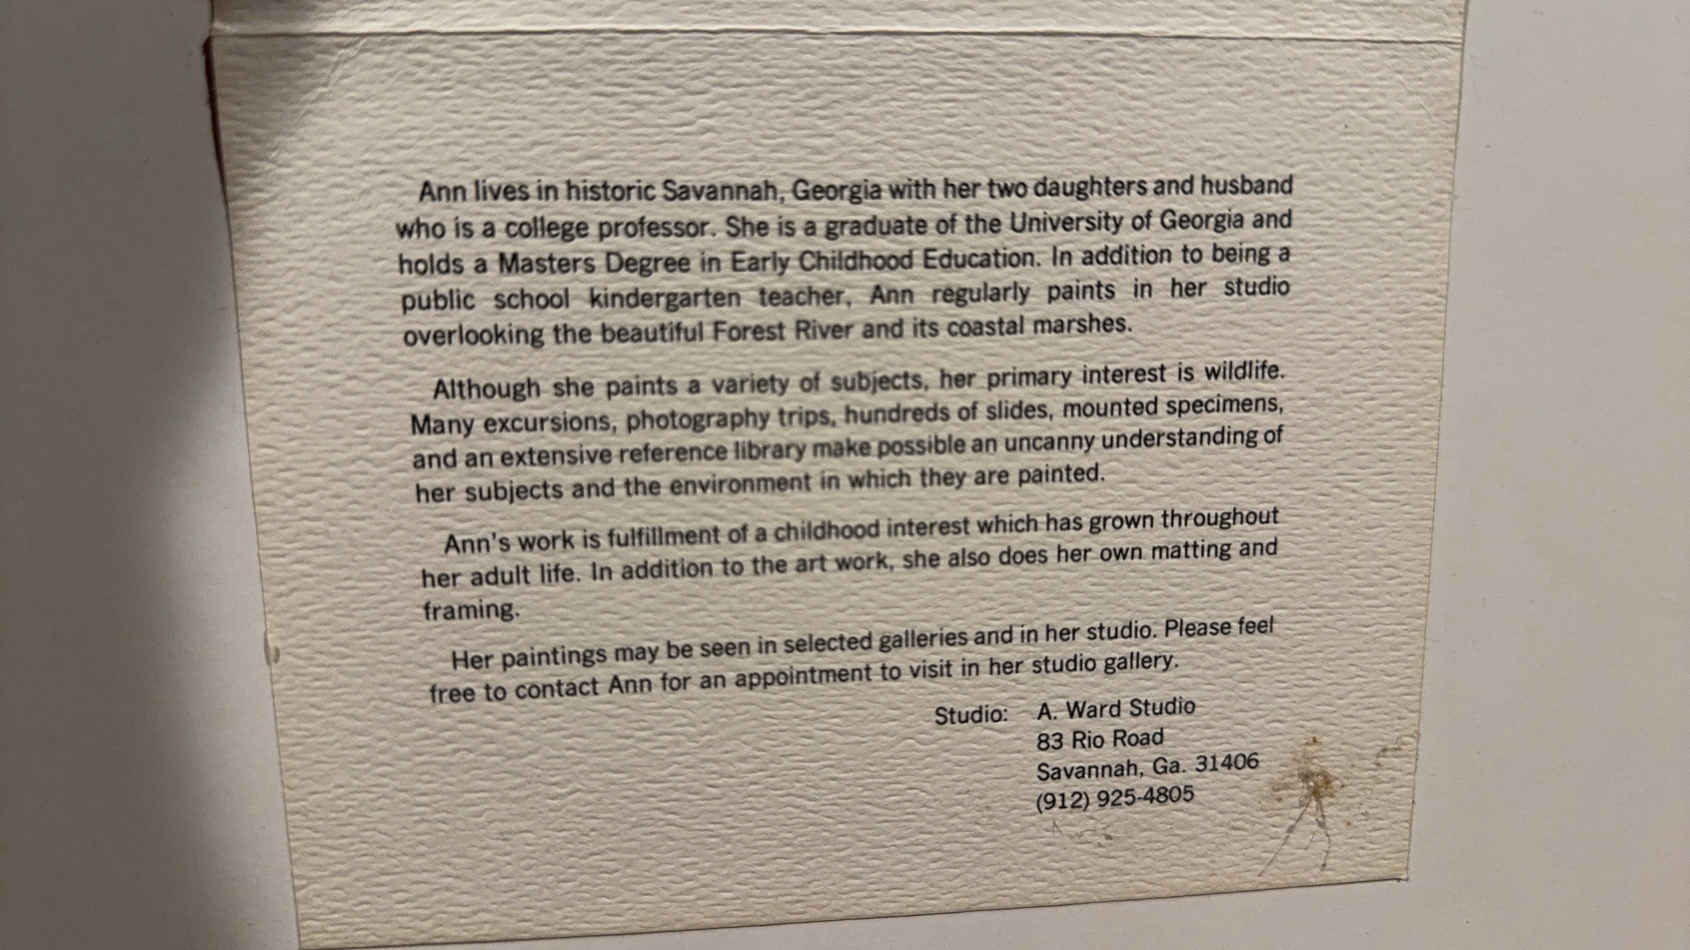 Ann lives in historic Savannah, Georgia with her two daughters and husband
who is a college professor. She is a graduate of the University of Georgia and
holds a Masters Degree in Early Childhood Education. In addition to being a
public school kindergarten teacher, Ann regularly paints in her studio
overlooking the beautiful Forest River and its coastal marshes.
Although she paints a variety of subjects, her primary interest is wildlife.
Many excursions, photography trips, hundreds of slides, mounted specimens,
and an extensive reference library make possible an uncanny understanding of
her subjects and the environment in which they are painted.
Ann's work is fulfillment of a childhood interest which has grown throughout
her adult life. In addition to the art work, she also does her own matting and
framing.
Her paintings may be seen in selected galleries and in her studio. Please feel
free to contact Ann for an appointment to visit in her studio gallery.
Studio: A. Ward Studio
83 Rio Road
Savannah, Ga. 31406
(912) 925-4805